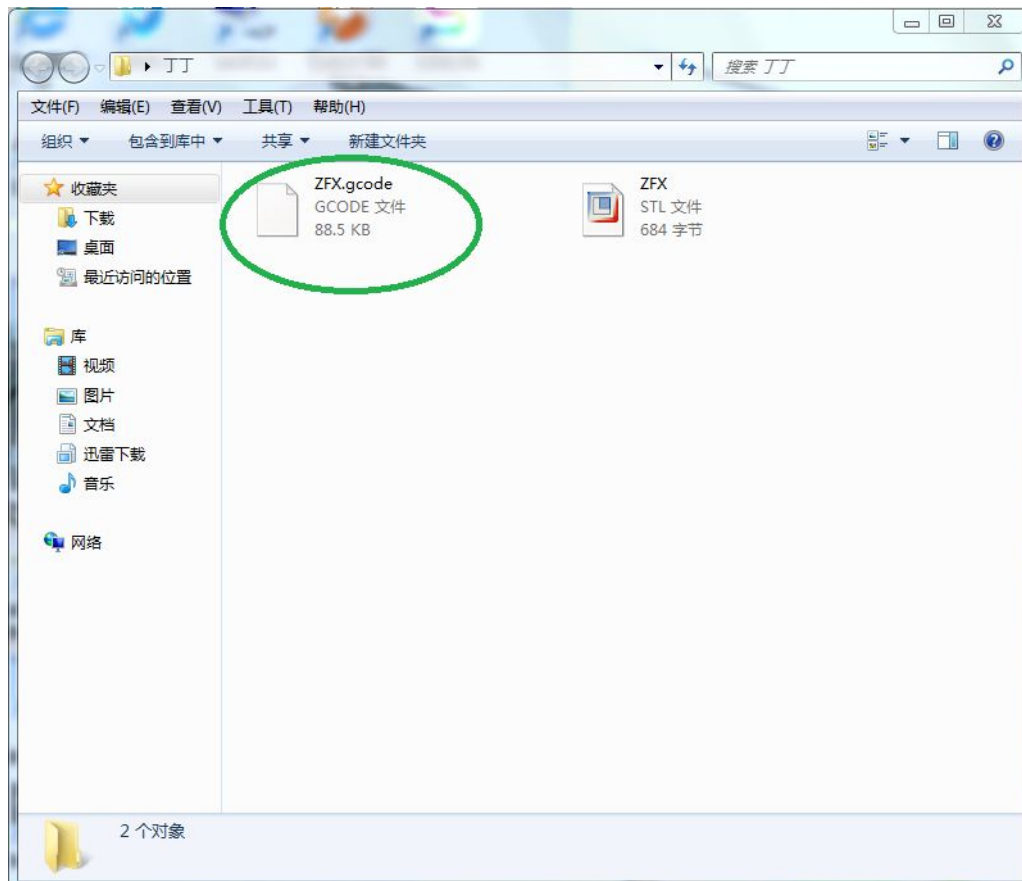 丁丁
搜索 丁丁
文件(F) 编辑(E) 查看(V) 工具(T) 帮助(H)
组织 包含到库中 共享 新建文件夹
收藏夹
下载
桌面
最近访问的位置
库
视频
图片
文档
迅雷下载
音乐
网络
ZFX.gcode
GCODE 文件
88.5 KB
ZFX
STL 文件
684 字节
2 个对象